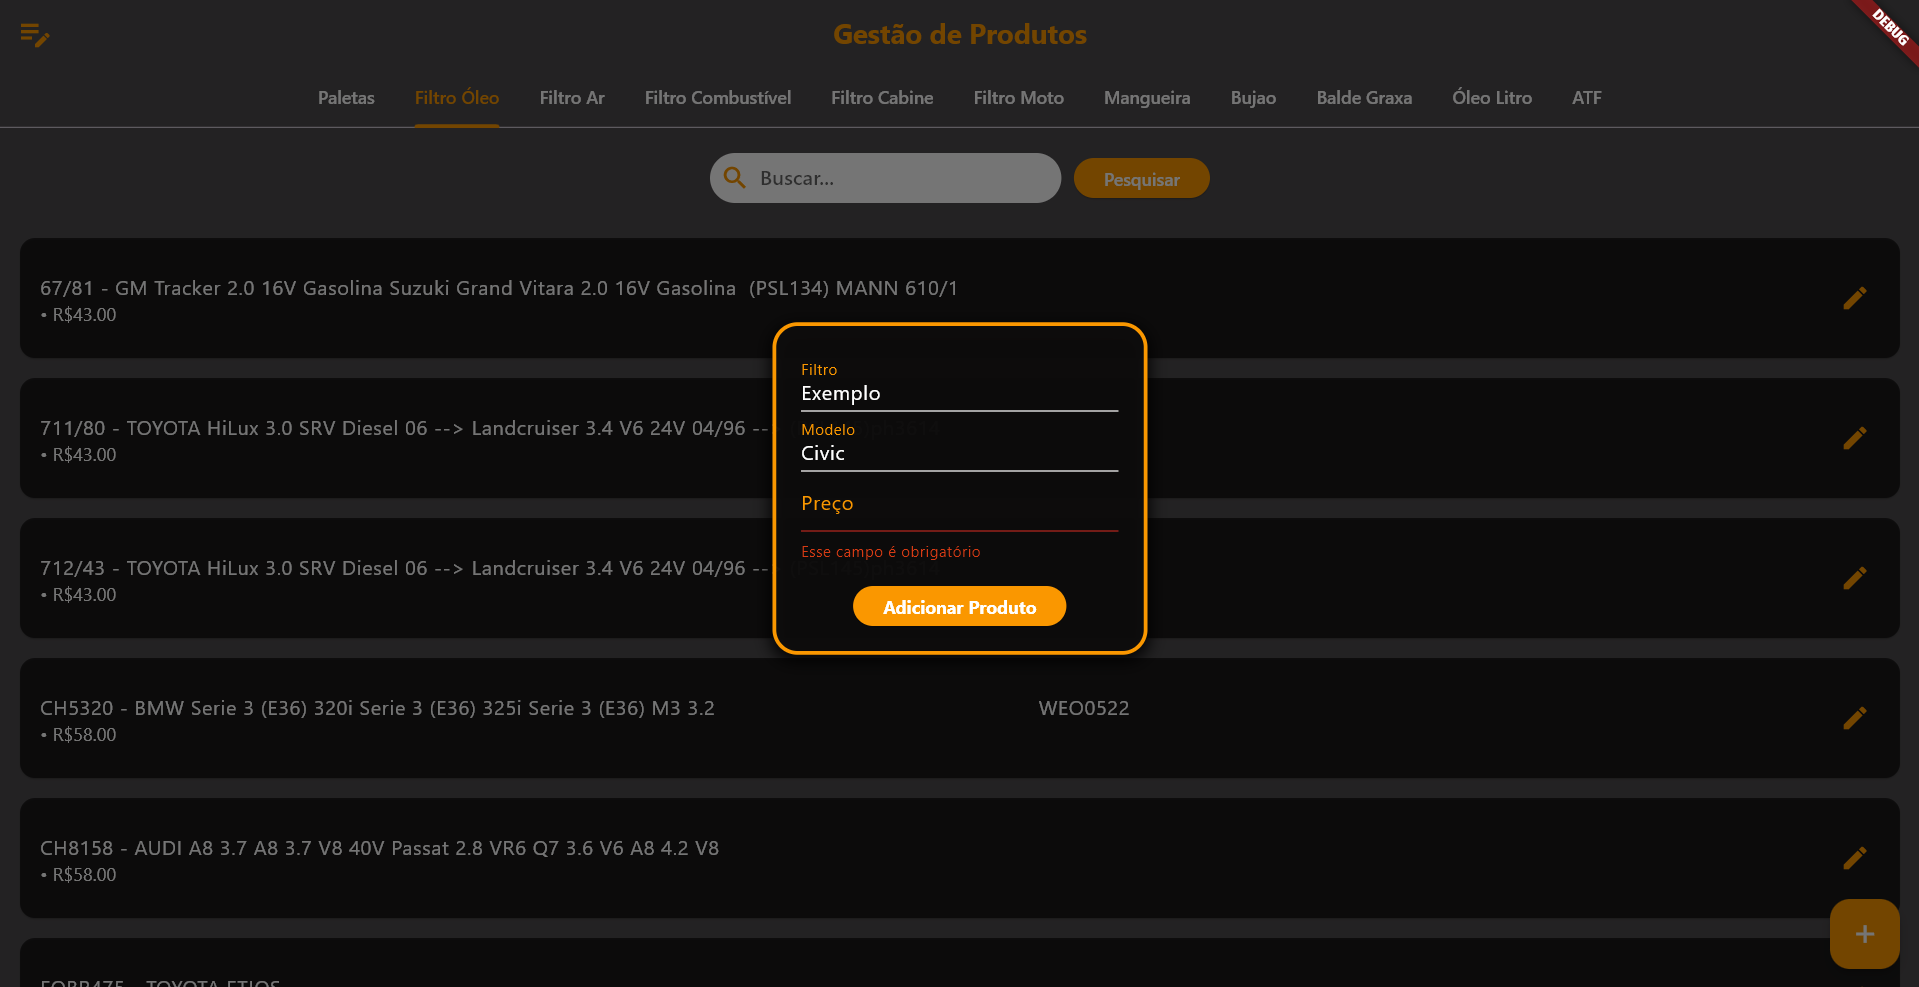 Gestão de Produtos
DEBUG
Paletas Filtro Óleo Filtro Ar Filtro Combustível Filtro Cabine Filtro Moto Mangueira Bujao Balde Graxa Óleo Litro ATF
Buscar... Pesquisar
67/81 - GM Tracker 2.0 16V Gasolina Suzuki Grand Vitara 2.0 16V Gasolina (PSL134) MANN 610/1
• R$43.00
Filtro
Exemplo
711/80 - TOYOTA HiLux 3.0 SRV Diesel 06 --> Landcruiser 3.4 V6 24V 04/96 --
• R$43.00
Modelo
Civic
Preço
Esse campo é obrigatório
712/43 - TOYOTA HiLux 3.0 SRV Diesel 06 --> Landcruiser 3.4 V6 24V 04/96 --
• R$43.00
Adicionar Produto
CH5320 - BMW Serie 3 (E36) 320i Serie 3 (E36) 325i Serie 3 (E36) M3 3.2 WEO0522
• R$58.00
CH8158 - AUDI A8 3.7 A8 3.7 V8 40V Passat 2.8 VR6 Q7 3.6 V6 A8 4.2 V8
• R$58.00
+